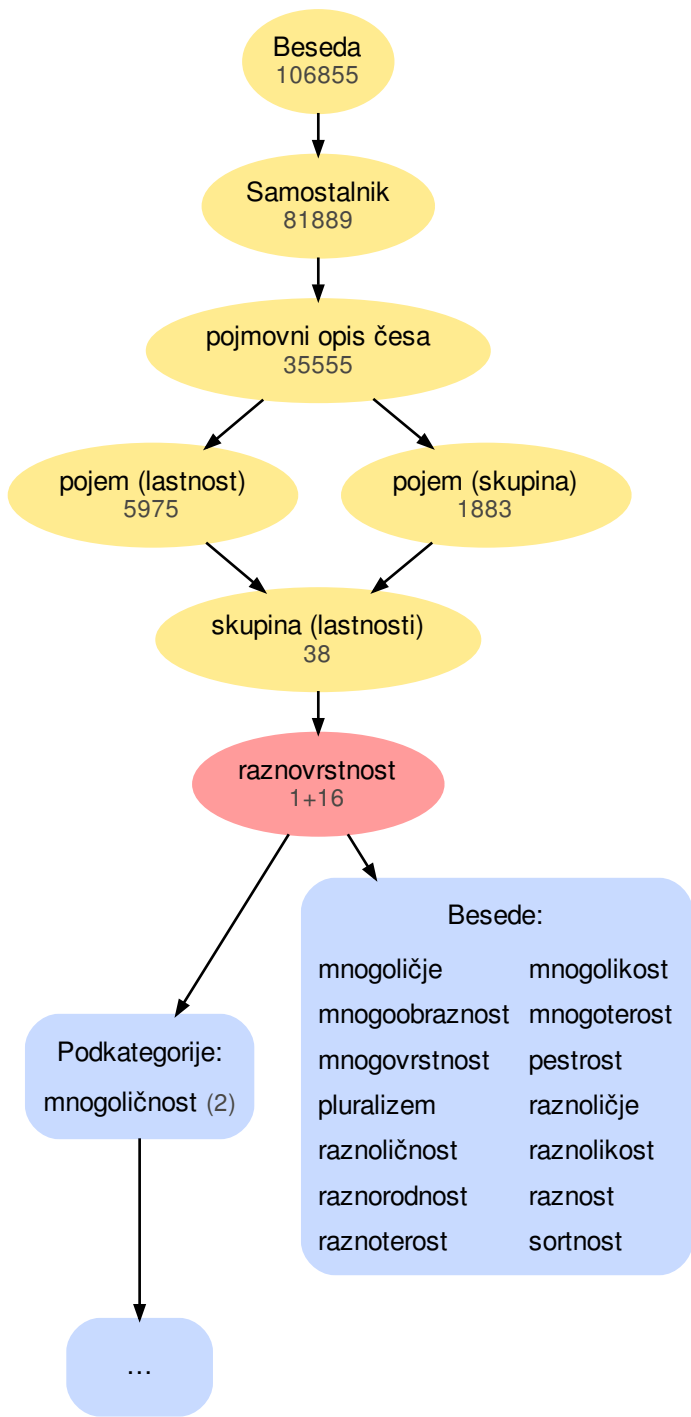 Beseda
106855
Samostalnik
81889
pojmovni opis česa
35555
pojem (lastnost)
5975
pojem (skupina)
1883
skupina (lastnosti)
38
raznovrstnost
1+16
Besede:
mnogoličje mnogolikost
mnogoobraznost mnogoterost
mnogovrstnost pestrost
pluralizem raznoličje
raznoličnost raznolikost
raznorodnost raznost
raznoterost sortnost
Podkategorije:
mnogoličnost (2)
…